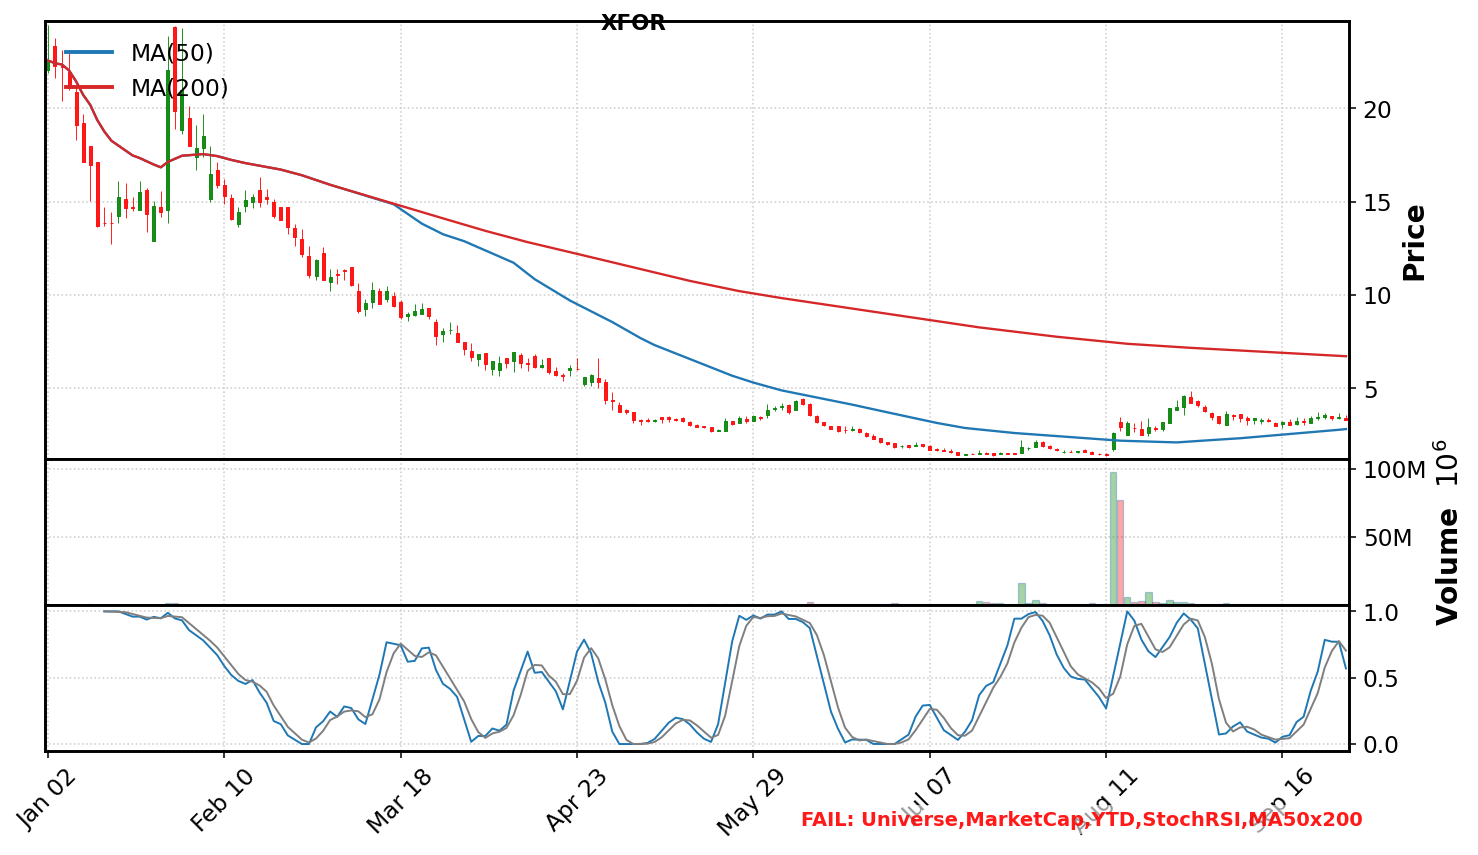 XFOR
MA(50)
MA(200)
20
15
10
5
Price
100M
50M
Volume 10^6
1.0
0.5
0.0
Jan 02
Feb 10
Mar 18
Apr 23
May 29
Jul 07
Aug 11
Sep 16
FAIL: Universe,MarketCap,YTD,StochRSI,MA50x200